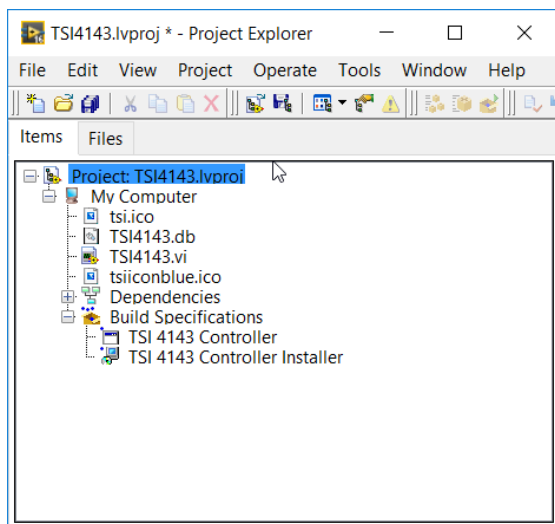 TSI4143.lvproj * - Project Explorer
File Edit View Project Operate Tools Window Help
Items Files
Project: TSI4143.lvproj
My Computer
tsi.ico
TSI4143.db
TSI4143.vi
tsiiconblue.ico
Dependencies
Build Specifications
TSI 4143 Controller
TSI 4143 Controller Installer